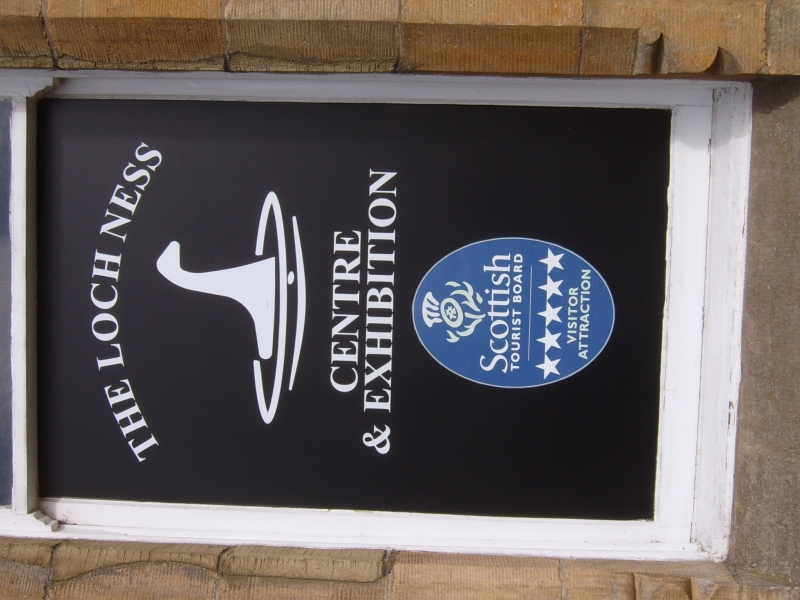 THE LOCH NESS
CENTRE
& EXHIBITION
Scottish
TOURIST BOARD
★★★★★
VISITOR
ATTRACTION